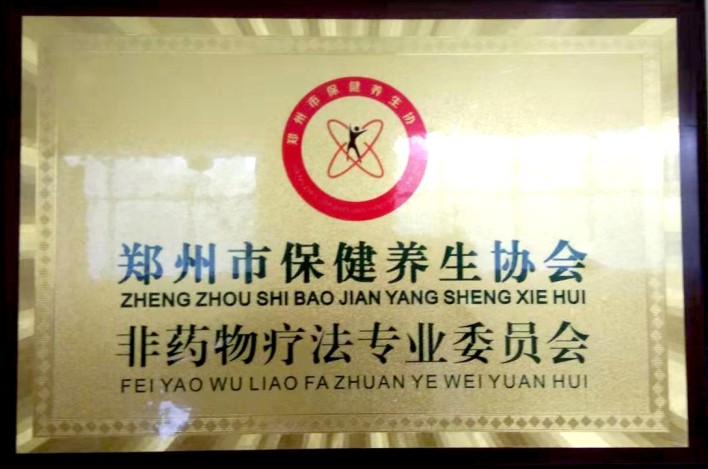 郑州市保健养生协
郑州市保健养生协会
ZHENG ZHOU SHI BAO JIAN YANG SHENG XIE HUI
非药物疗法专业委员会
FEI YAO WU LIAO FA ZHUAN YE WEI YUAN HUI